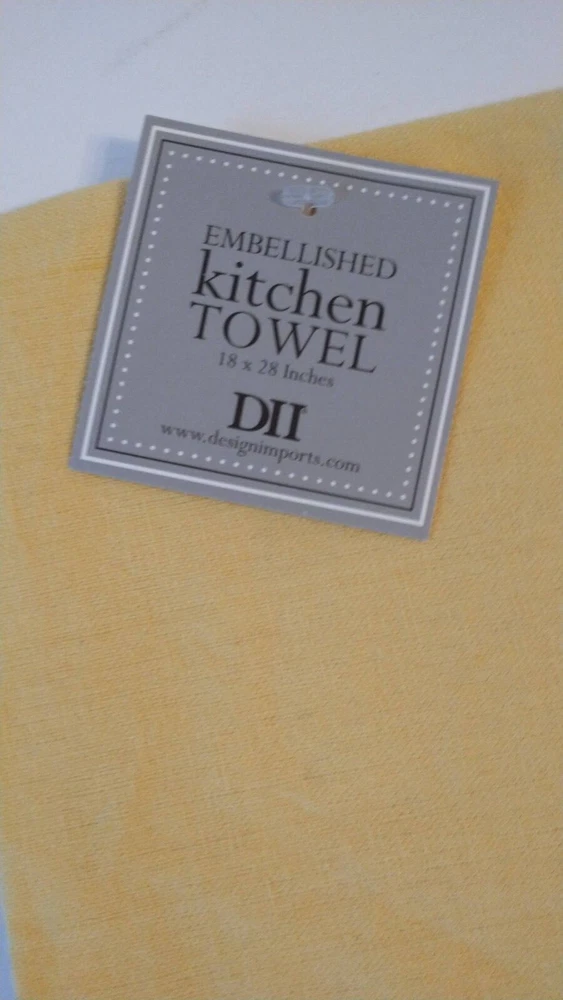 EMBELLISHED
kitchen
TOWEL
18 x 28 Inches
DII
www.designimports.com